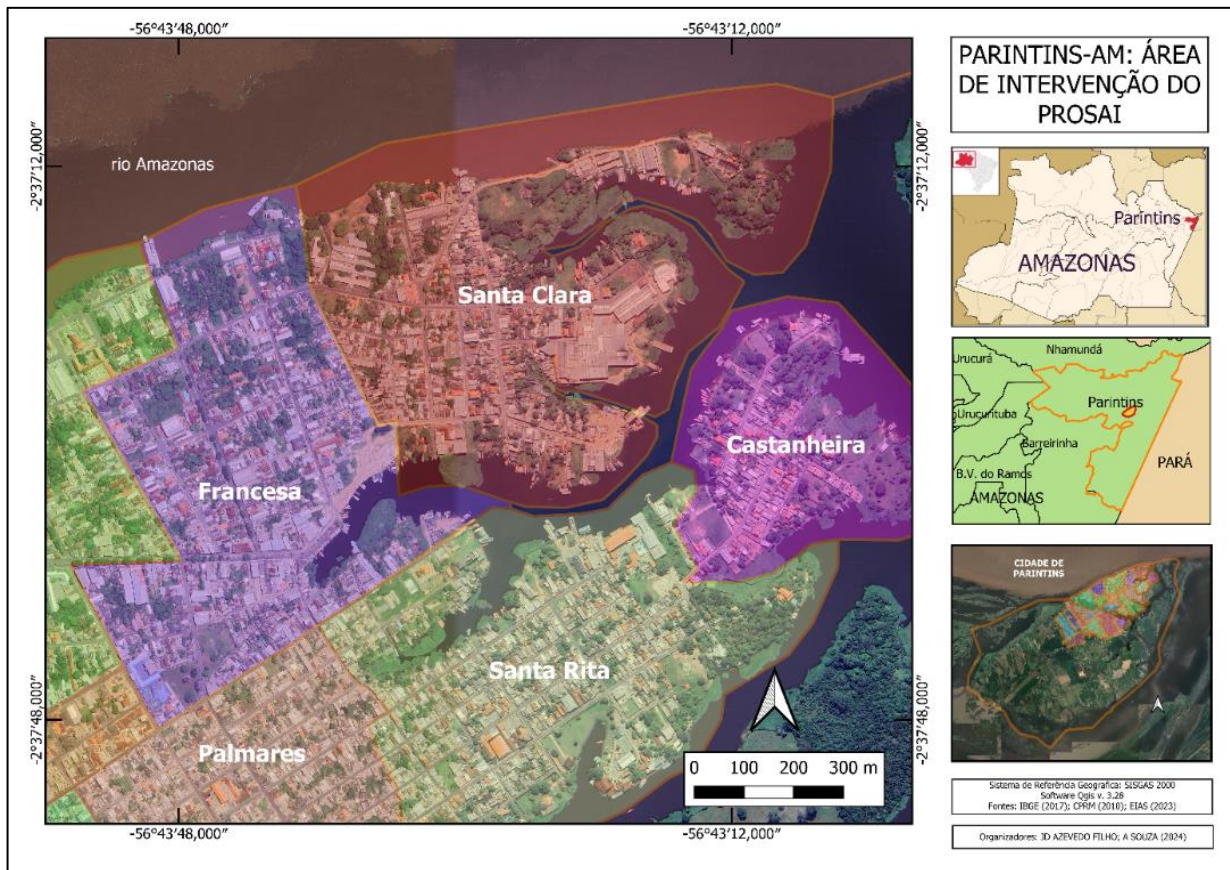 PARINTINS-AM: ÁREA
DE INTERVENÇÃO DO
PROSAI
-56°43'48,000"
-56°43'12,000"
-2°37'12,000"
-2°37'12,000"
rio Amazonas
Santa Clara
Castanheira
Francesa
Santa Rita
Palmares
-2°37'48,000"
-2°37'48,000"
0 100 200 300 m
-56°43'48,000"
-56°43'12,000"
Parintins
AMAZONAS
Urucurá
Nhamundá
Parintins
Urucurituba
Barreirinha
B.V. do Ramos
AMAZONAS
PARÁ
CIDADE DE
PARINTINS
Sistema de Referência Geografica: SISGAS 2000
Software Qgis v. 3.28
Fontes: IBGE (2017); CPRM (2010); EIAS (2023)
Organizadores: JD AZEVEDO FILHO; A SOUZA (2024)